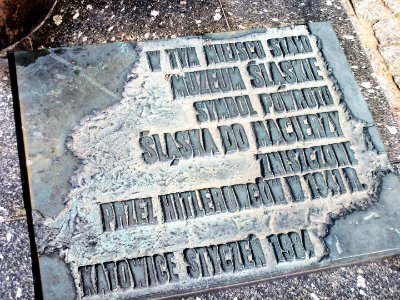 W TYM MIEJSCU STAŁO
MUZEUM ŚLĄSKIE
SYMBOL POWROTU
ŚLĄSKA DO MACIERZY
ZNISZCZONE
PRZEZ HITLEROWCÓW W 1941 R.
KATOWICE STYCZEŃ 1984